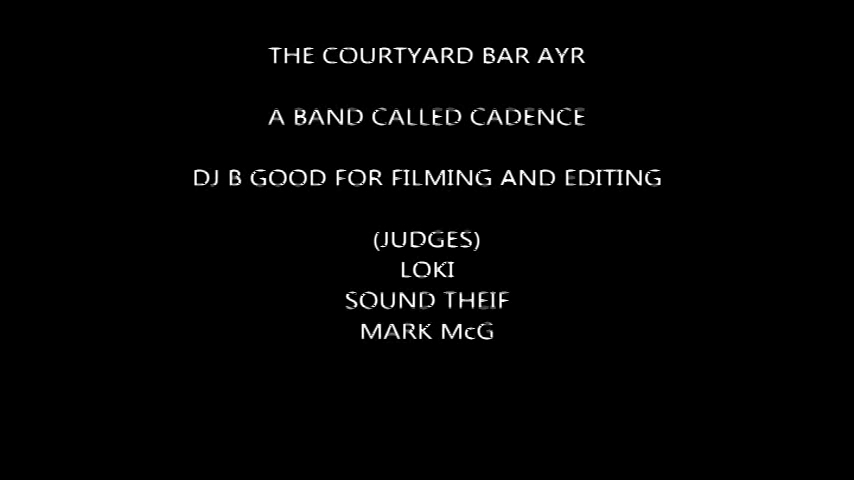 THE COURTYARD BAR AYR
A BAND CALLED CADENCE
DJ B GOOD FOR FILMING AND EDITING
(JUDGES)
LOKI
SOUND THEIF
MARK McG